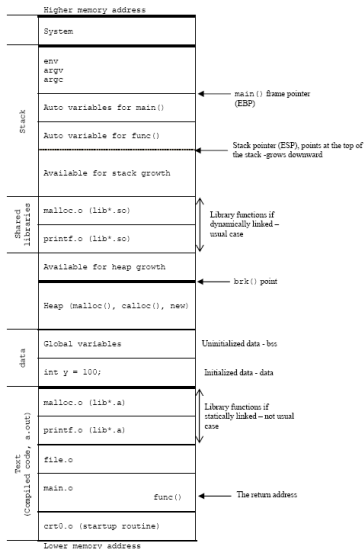 Higher memory address
System
env
argv
argc
main() frame pointer
(EBP)
Auto variables for main()
Auto variable for func()
Stack pointer (ESP), points at the top of
the stack -grows downward
Available for stack growth
Stack
malloc.o (lib*.so)
printf.o (lib*.so)
Shared
libraries
Library functions if
dynamically linked –
usual case
Available for heap growth
brk() point
Heap (malloc(), calloc(), new)
Global variables
Uninitialized data - bss
int y = 100;
Initialized data - data
data
malloc.o (lib*.a)
printf.o (lib*.a)
Library functions if
statically linked – not usual
case
file.o
main.o
func()
The return address
crt0.o (startup routine)
Text
(Compiled code, a.out)
Lower memory address